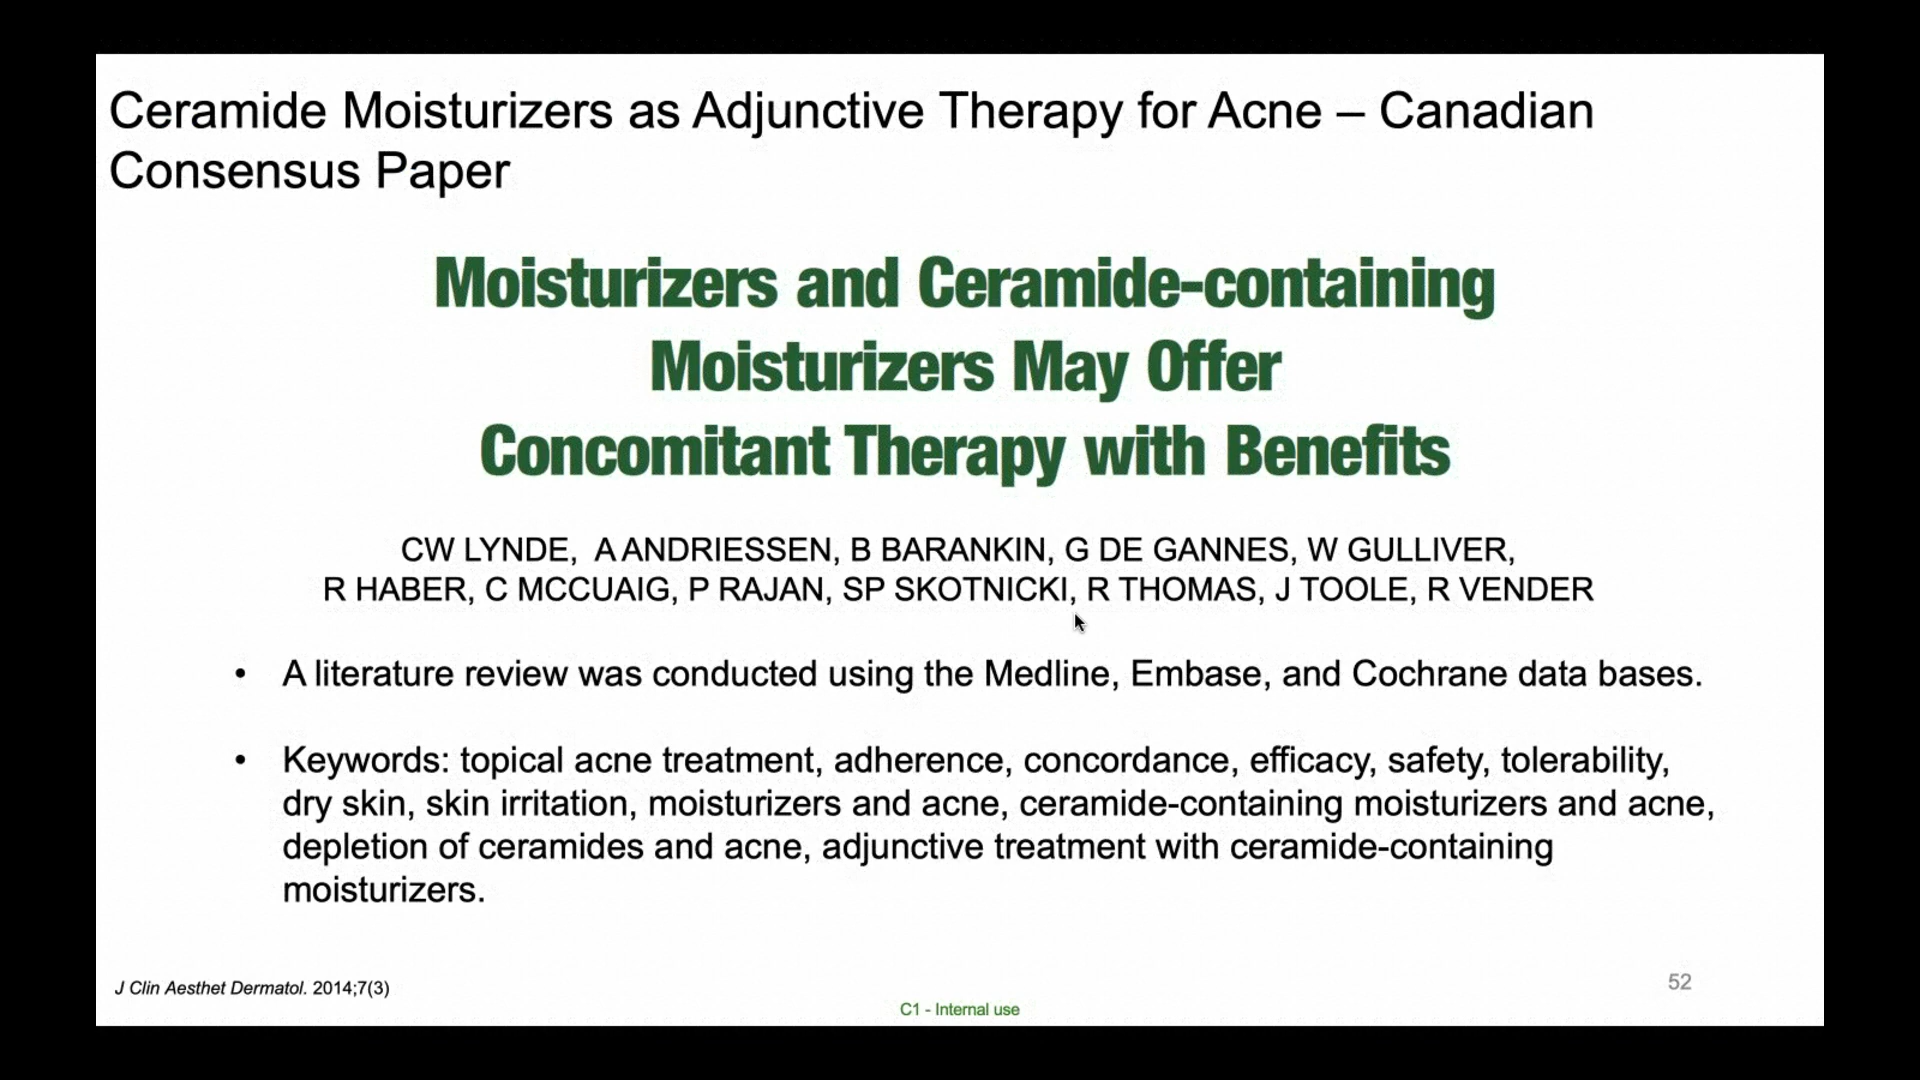 Ceramide Moisturizers as Adjunctive Therapy for Acne – Canadian
Consensus Paper
Moisturizers and Ceramide-containing
Moisturizers May Offer
Concomitant Therapy with Benefits
CW LYNDE, A ANDRIESSEN, B BARANKIN, G DE GANNES, W GULLIVER,
R HABER, C MCCUAIG, P RAJAN, SP SKOTNICKI, R THOMAS, J TOOLE, R VENDER
• A literature review was conducted using the Medline, Embase, and Cochrane data bases.
• Keywords: topical acne treatment, adherence, concordance, efficacy, safety, tolerability,
dry skin, skin irritation, moisturizers and acne, ceramide-containing moisturizers and acne,
depletion of ceramides and acne, adjunctive treatment with ceramide-containing
moisturizers.
J Clin Aesthet Dermatol. 2014;7(3)
52
C1 - Internal use